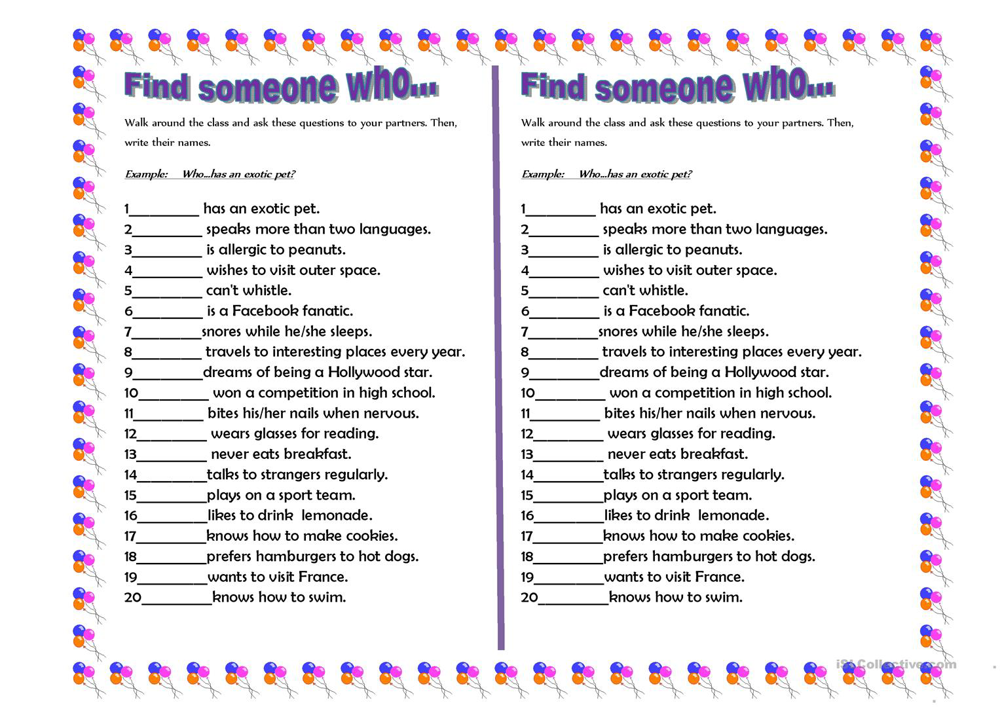 Find someone who...
Walk around the class and ask these questions to your partners. Then,
write their names.
Example: Who...has an exotic pet?
1_________ has an exotic pet.
2_________ speaks more than two languages.
3_________ is allergic to peanuts.
4_________ wishes to visit outer space.
5_________ can't whistle.
6_________ is a Facebook fanatic.
7_________snores while he/she sleeps.
8_________ travels to interesting places every year.
9_________dreams of being a Hollywood star.
10_________ won a competition in high school.
11_________ bites his/her nails when nervous.
12_________ wears glasses for reading.
13_________ never eats breakfast.
14_________talks to strangers regularly.
15_________plays on a sport team.
16_________likes to drink  lemonade.
17_________knows how to make cookies.
18_________prefers hamburgers to hot dogs.
19_________wants to visit France.
20_________knows how to swim.
Find someone who...
Walk around the class and ask these questions to your partners. Then,
write their names.
Example: Who...has an exotic pet?
1_________ has an exotic pet.
2_________ speaks more than two languages.
3_________ is allergic to peanuts.
4_________ wishes to visit outer space.
5_________ can't whistle.
6_________ is a Facebook fanatic.
7_________snores while he/she sleeps.
8_________ travels to interesting places every year.
9_________dreams of being a Hollywood star.
10_________ won a competition in high school.
11_________ bites his/her nails when nervous.
12_________ wears glasses for reading.
13_________ never eats breakfast.
14_________talks to strangers regularly.
15_________plays on a sport team.
16_________likes to drink  lemonade.
17_________knows how to make cookies.
18_________prefers hamburgers to hot dogs.
19_________wants to visit France.
20_________knows how to swim.
iSLCollective.com